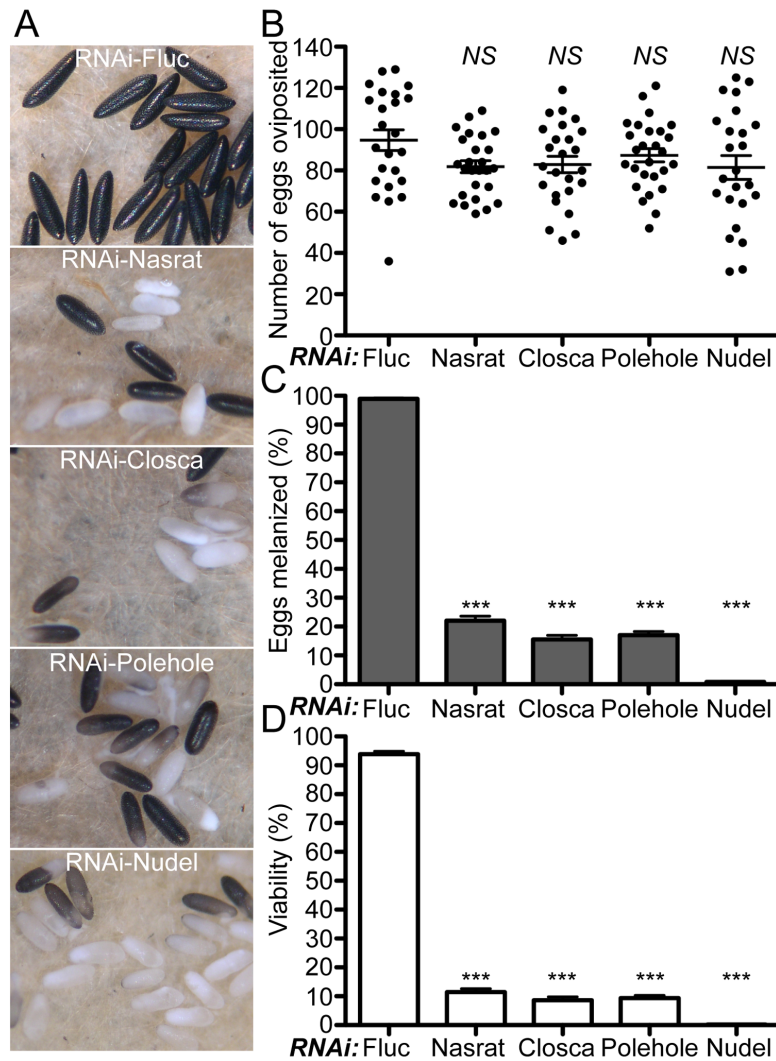 A
RNAi-Fluc
RNAi-Nasrat
RNAi-Closca
RNAi-Polehole
RNAi-Nudel
B
Number of eggs oviposited
140
120
100
80
60
40
20
0
NS NS NS NS
RNAi: Fluc Nasrat Closca Polehole Nudel
C
Eggs melanized (%)
100
90
80
70
60
50
40
30
20
10
0
*** *** *** ***
RNAi: Fluc Nasrat Closca Polehole Nudel
D
Viability (%)
100
90
80
70
60
50
40
30
20
10
0
*** *** *** ***
RNAi: Fluc Nasrat Closca Polehole Nudel